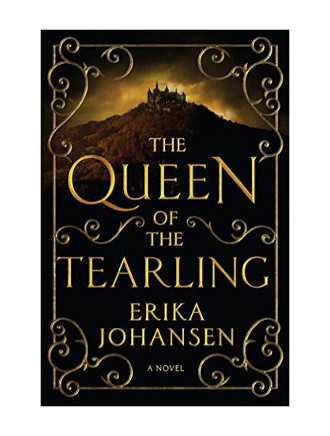 THE
QUEEN
OF
THE
TEARLING
ERIKA
JOHANSEN
A NOVEL